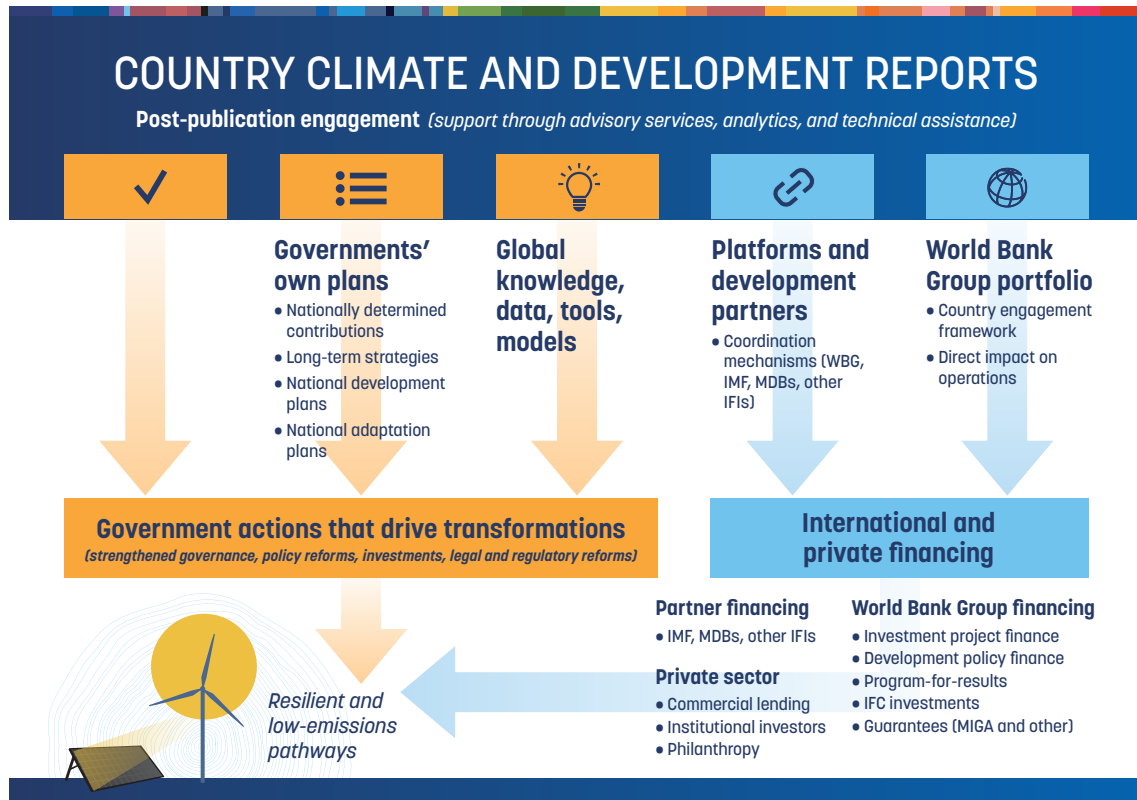 COUNTRY CLIMATE AND DEVELOPMENT REPORTS
Post-publication engagement (support through advisory services, analytics, and technical assistance)
Governments’
own plans
• Nationally determined
contributions
• Long-term strategies
• National development
plans
• National adaptation
plans
Global
knowledge,
data, tools,
models
Platforms and
development
partners
• Coordination
mechanisms (WBG,
IMF, MDBs, other
IFIs)
World Bank
Group portfolio
• Country engagement
framework
• Direct impact on
operations
Government actions that drive transformations
(strengthened governance, policy reforms, investments, legal and regulatory reforms)
International and
private financing
Resilient and
low-emissions
pathways
Partner financing
• IMF, MDBs, other IFIs
Private sector
• Commercial lending
• Institutional investors
• Philanthropy
World Bank Group financing
• Investment project finance
• Development policy finance
• Program-for-results
• IFC investments
• Guarantees (MIGA and other)